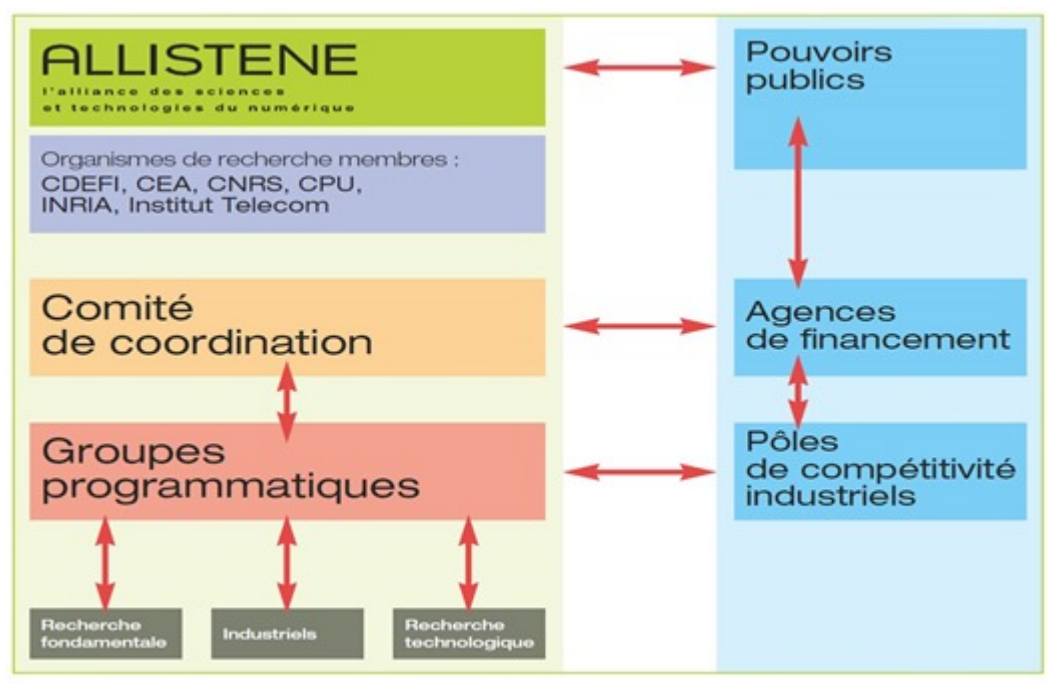 ALLISTENE
l'alliance des sciences
et technologies du numérique
Organismes de recherche membres :
CDEFI, CEA, CNRS, CPU,
INRIA, Institut Telecom
Comité
de coordination
Groupes
programmatiques
Recherche
fondamentale
Industriels
Recherche
technologique
Pouvoirs
publics
Agences
de financement
Pôles
de compétitivité
industriels